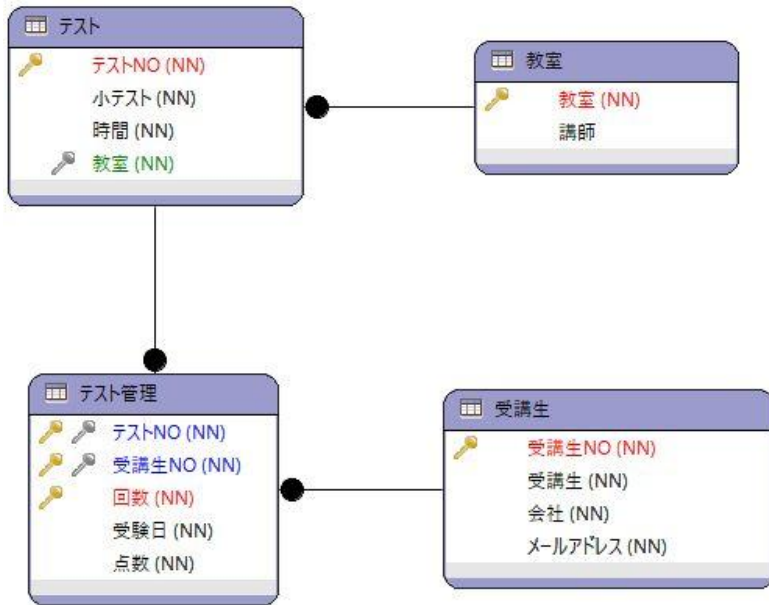 テスト
テストNO (NN)
小テスト (NN)
時間 (NN)
教室 (NN)
教室
教室 (NN)
講師
テスト管理
テストNO (NN)
受講生NO (NN)
回数 (NN)
受験日 (NN)
点数 (NN)
受講生
受講生NO (NN)
受講生 (NN)
会社 (NN)
メールアドレス (NN)